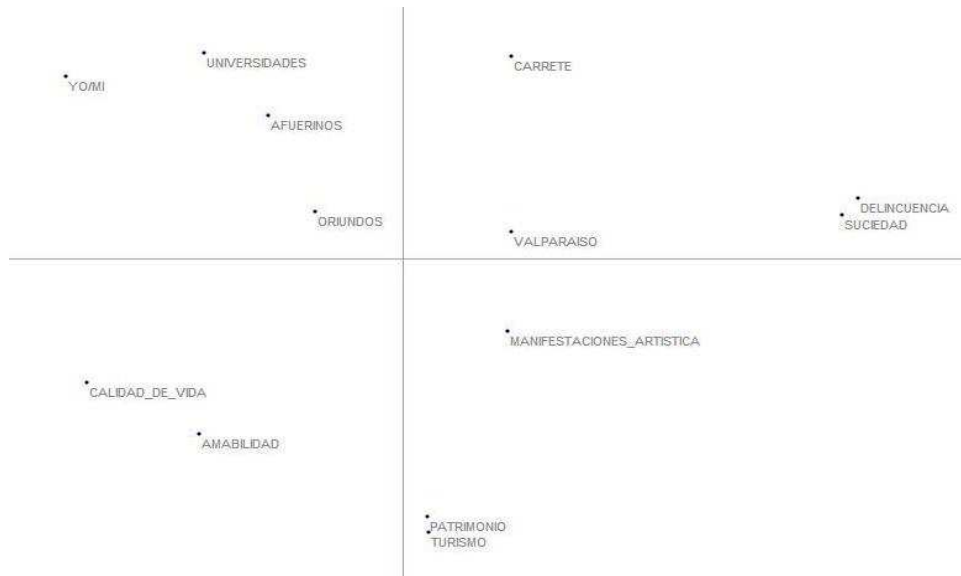 UNIVERSIDADES
CARRETE
YO/MI
AFUERINOS
DELINCUENCIA
ORIUNDOS
SUCIEDAD
VALPARAISO
MANIFESTACIONES_ARTISTICA
CALIDAD_DE_VIDA
AMABILIDAD
PATRIMONIO
TURISMO